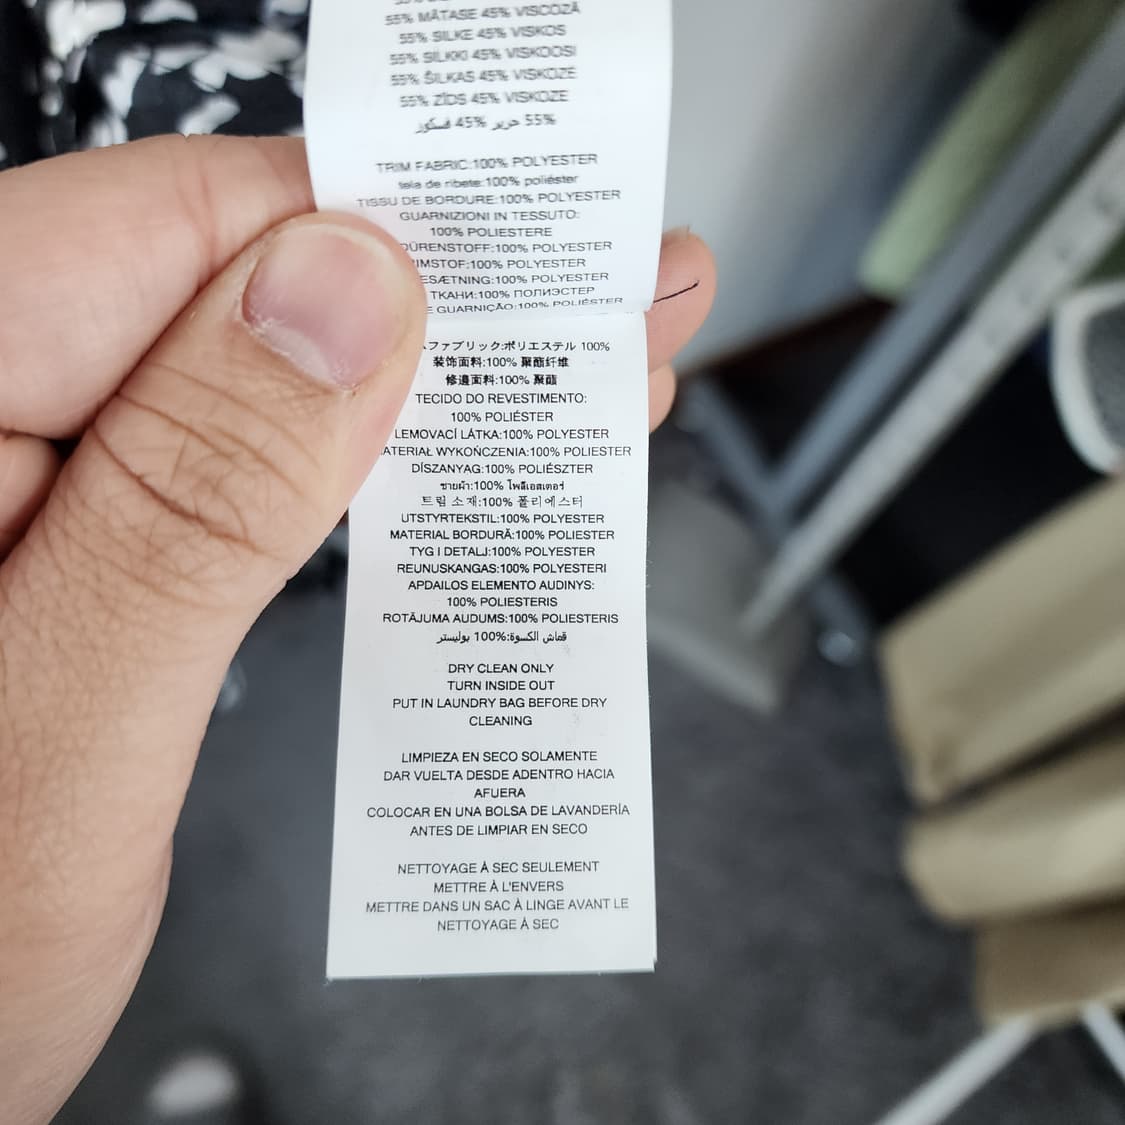 55% MĂTASE 45% VISCOZĂ
55% SILKE 45% VISKOS
55% SILKKI 45% VISKOOSI
55% ŠILKAS 45% VISKOZĖ
55% ZĪDS 45% VISKOZE
55% حرير 45% فسكوز
TRIM FABRIC:100% POLYESTER
tela de ribete:100% poliéster
TISSU DE BORDURE:100% POLYESTER
GUARNIZIONI IN TESSUTO:
100% POLIESTERE
:100% POLYESTER
:100% POLYESTER
:100% POLYESTER
ТКАНИ:100% ПОЛИЭСТЕР
E GUARNIÇÃO:100% POLIÉSTER
ファブリック:ポリエステル 100%
装饰面料:100% 聚酯纤维
修邊面料:100% 聚酯
TECIDO DO REVESTIMENTO:
100% POLIÉSTER
LEMOVACÍ LÁTKA:100% POLYESTER
WYKOŃCZENIA:100% POLIESTER
DÍSZANYAG:100% POLIÉSZTER
ชายผ้า:100% โพลีเอสเตอร์
트림 소재:100% 폴리에스터
UTSTYRTEKSTIL:100% POLYESTER
MATERIAL BORDURĂ:100% POLIESTER
TYG I DETALJ:100% POLYESTER
REUNUSKANGAS:100% POLYESTERI
APDAILOS ELEMENTO AUDINYS:
100% POLIESTERIS
ROTĀJUMA AUDUMS:100% POLIESTERIS
قماش الكسوة:100% بوليستر
DRY CLEAN ONLY
TURN INSIDE OUT
PUT IN LAUNDRY BAG BEFORE DRY
CLEANING
LIMPIEZA EN SECO SOLAMENTE
DAR VUELTA DESDE ADENTRO HACIA
AFUERA
COLOCAR EN UNA BOLSA DE LAVANDERÍA
ANTES DE LIMPIAR EN SECO
NETTOYAGE À SEC SEULEMENT
METTRE À L'ENVERS
METTRE DANS UN SAC À LINGE AVANT LE
NETTOYAGE À SEC